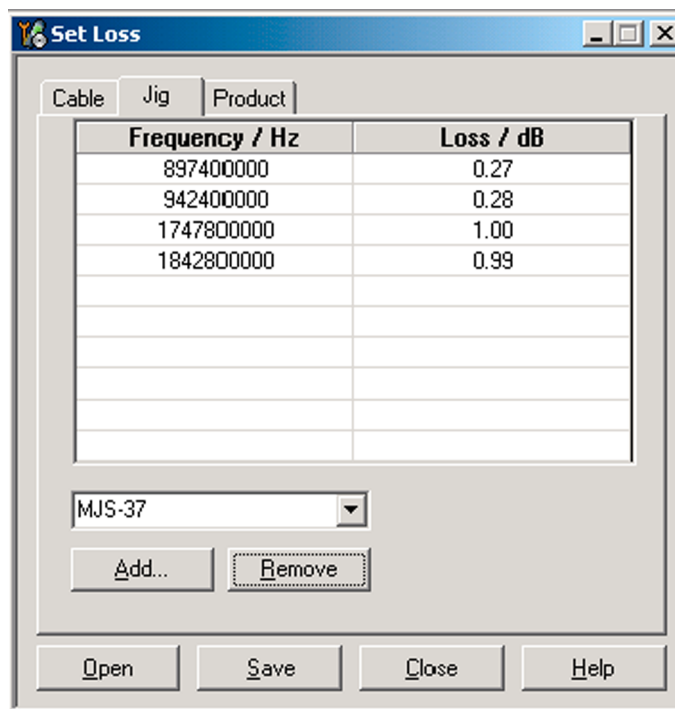 Set Loss
Cable Jig Product
Frequency / Hz Loss / dB
897400000 0.27
942400000 0.28
1747800000 1.00
1842800000 0.99
MJS-37
Add... Remove
Open Save Close Help